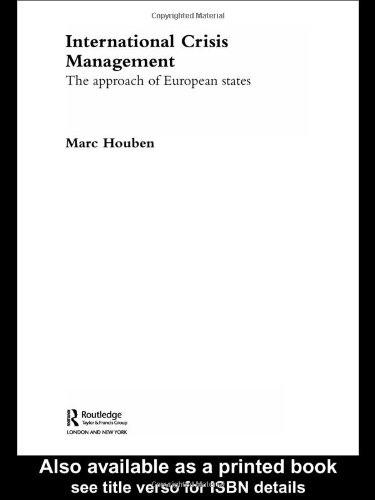 Copyrighted Material
International Crisis
Management
The approach of European states
Marc Houben
Routledge
Taylor & Francis Group
LONDON AND NEW YORK
Copyrighted Material
Also available as a printed book
see title verso for ISBN details